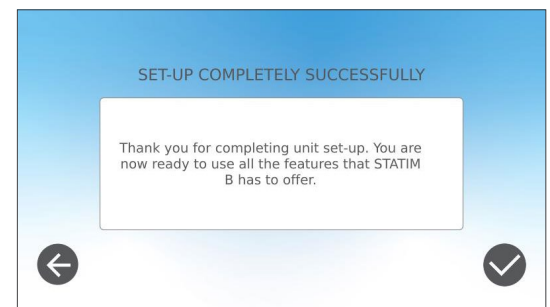 SET-UP COMPLETELY SUCCESSFULLY
Thank you for completing unit set-up. You are
now ready to use all the features that STATIM
B has to offer.